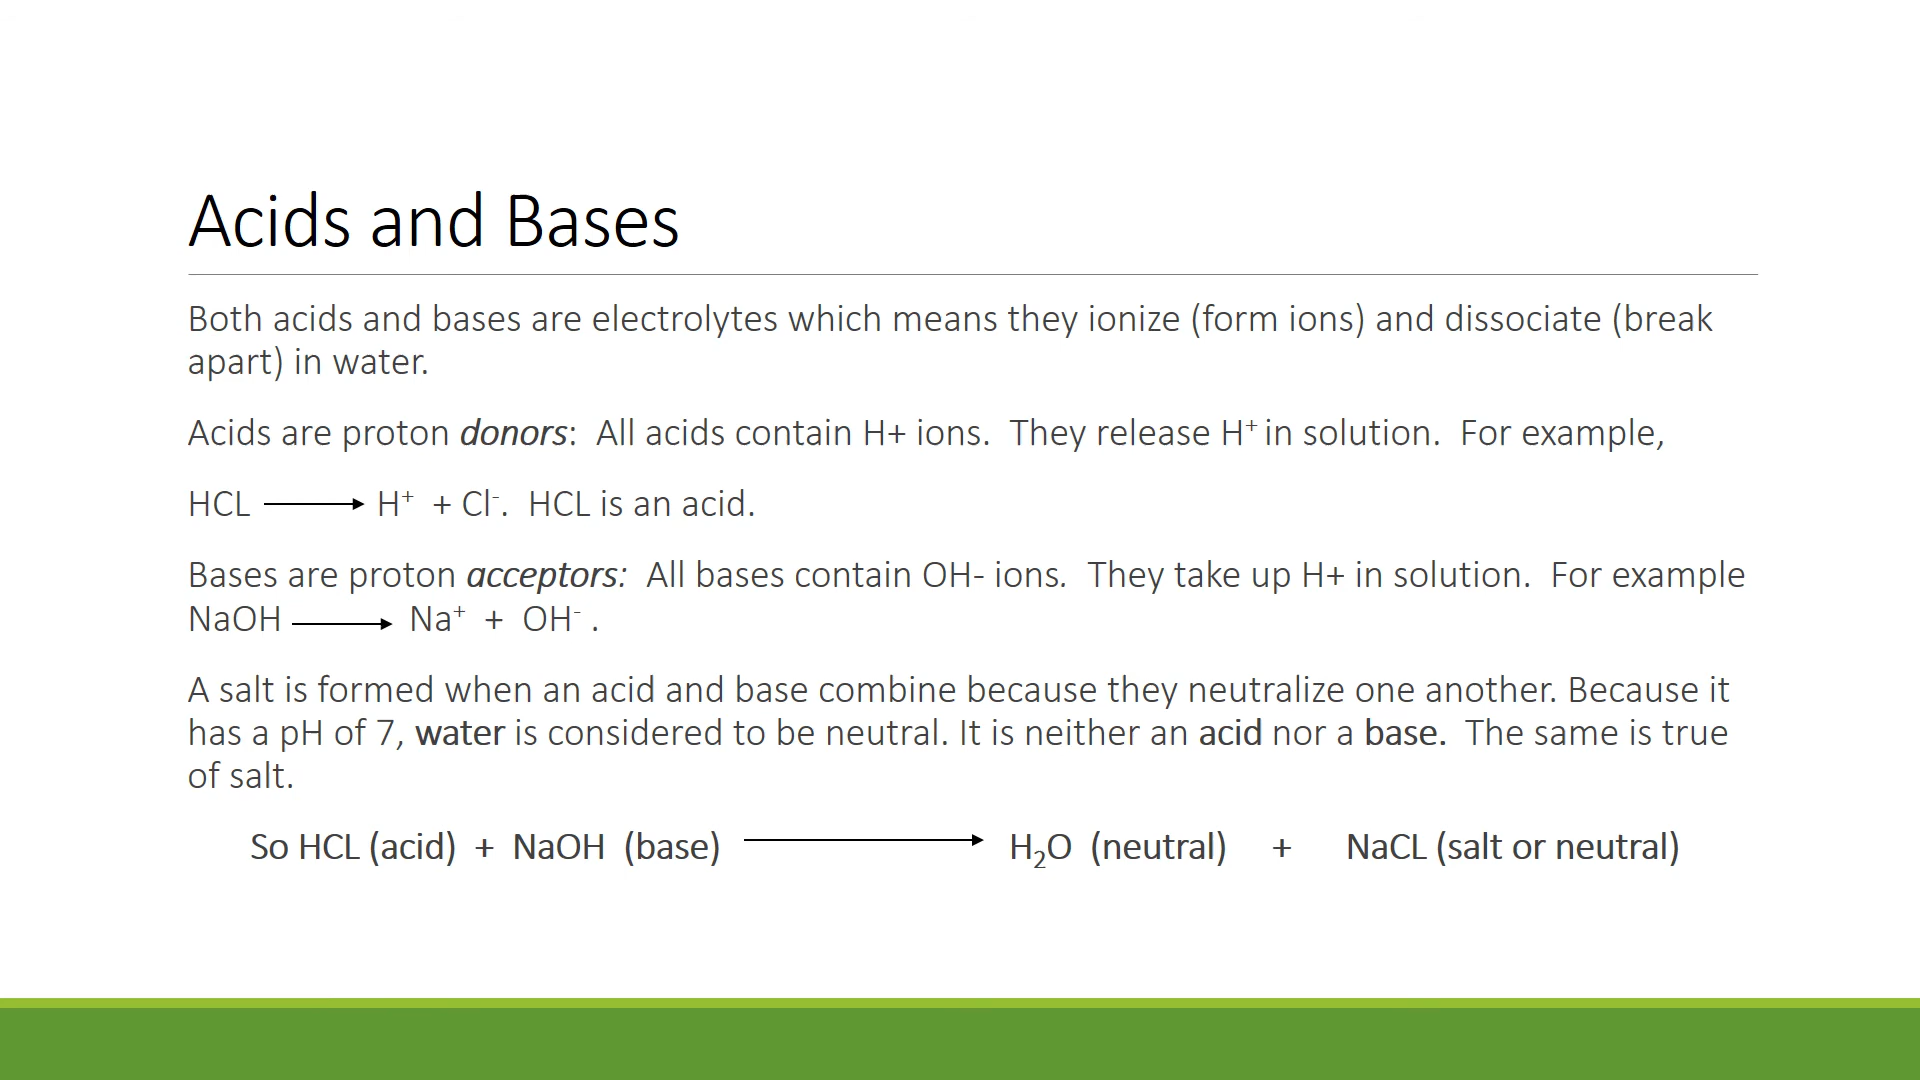 Acids and Bases
Both acids and bases are electrolytes which means they ionize (form ions) and dissociate (break
apart) in water.
Acids are proton donors:  All acids contain H+ ions.  They release H⁺ in solution.  For example,
HCL ⟶ H⁺  + Cl⁻.  HCL is an acid.
Bases are proton acceptors:  All bases contain OH- ions.  They take up H+ in solution.  For example
NaOH ⟶ Na⁺  +  OH⁻ .
A salt is formed when an acid and base combine because they neutralize one another. Because it
has a pH of 7, water is considered to be neutral. It is neither an acid nor a base.  The same is true
of salt.
So HCL (acid)  +  NaOH  (base) ⟶ H₂O  (neutral)    +    NaCL (salt or neutral)